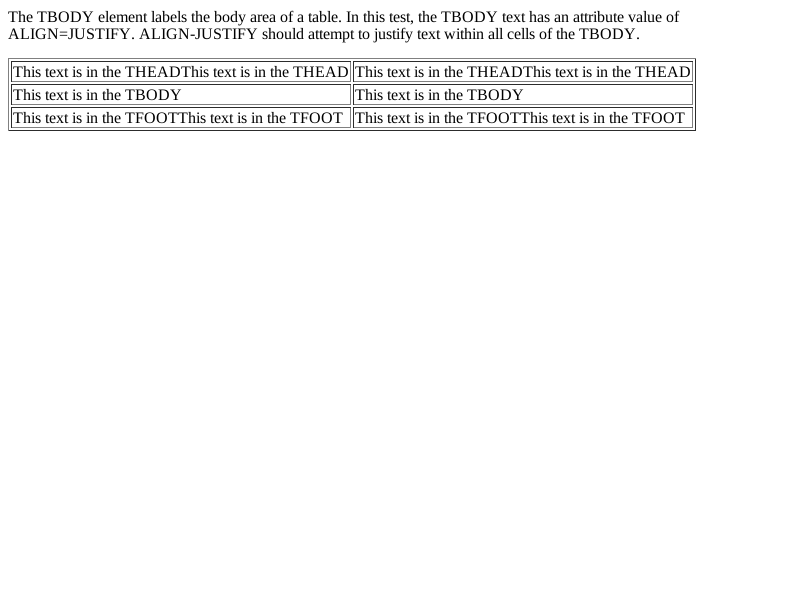 The TBODY element labels the body area of a table. In this test, the TBODY text has an attribute value of
ALIGN=JUSTIFY. ALIGN-JUSTIFY should attempt to justify text within all cells of the TBODY.
This text is in the THEADThis text is in the THEAD This text is in the THEADThis text is in the THEAD
This text is in the TBODY This text is in the TBODY
This text is in the TFOOTThis text is in the TFOOT This text is in the TFOOTThis text is in the TFOOT